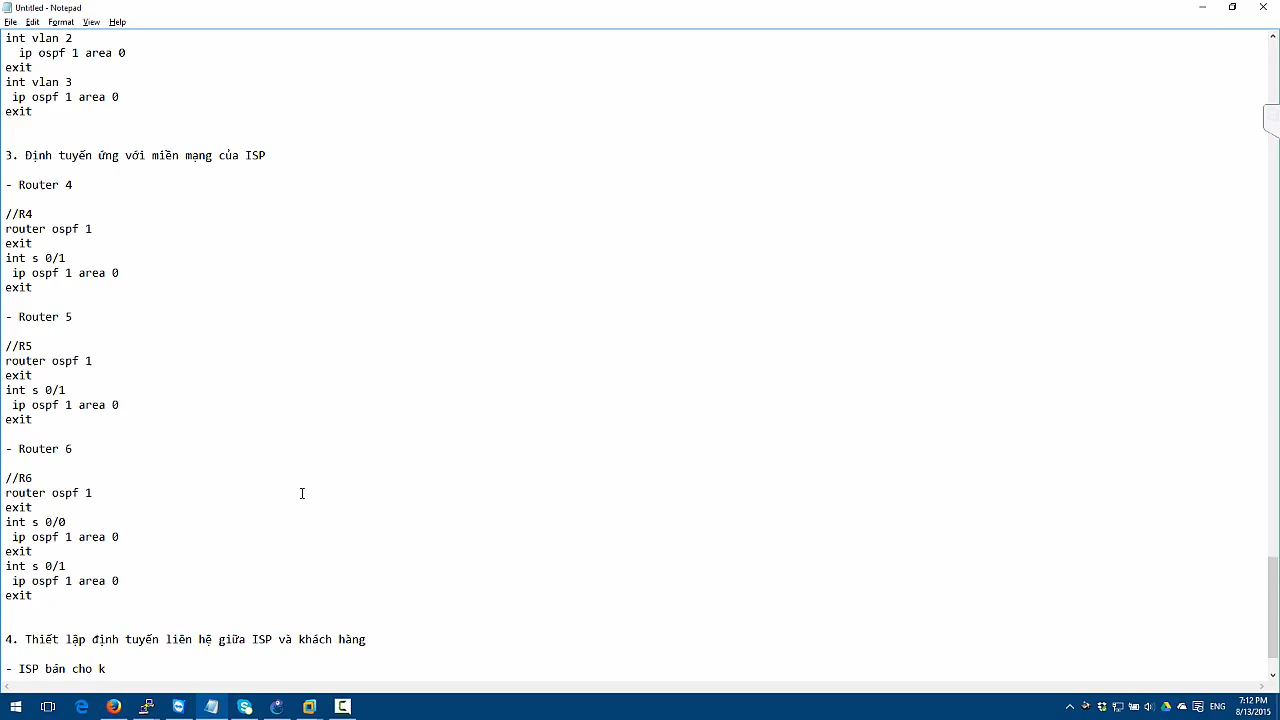 Untitled - Notepad
File Edit Format View Help
int vlan 2
ip ospf 1 area 0
exit
int vlan 3
ip ospf 1 area 0
exit
3. Định tuyến ứng với miền mạng của ISP
- Router 4
//R4
router ospf 1
exit
int s 0/1
ip ospf 1 area 0
exit
- Router 5
//R5
router ospf 1
exit
int s 0/1
ip ospf 1 area 0
exit
- Router 6
//R6
router ospf 1
exit
int s 0/0
ip ospf 1 area 0
exit
int s 0/1
ip ospf 1 area 0
exit
4. Thiết lập định tuyến liên hệ giữa ISP và khách hàng
- ISP bán cho k
ENG
7:12 PM
8/13/2015